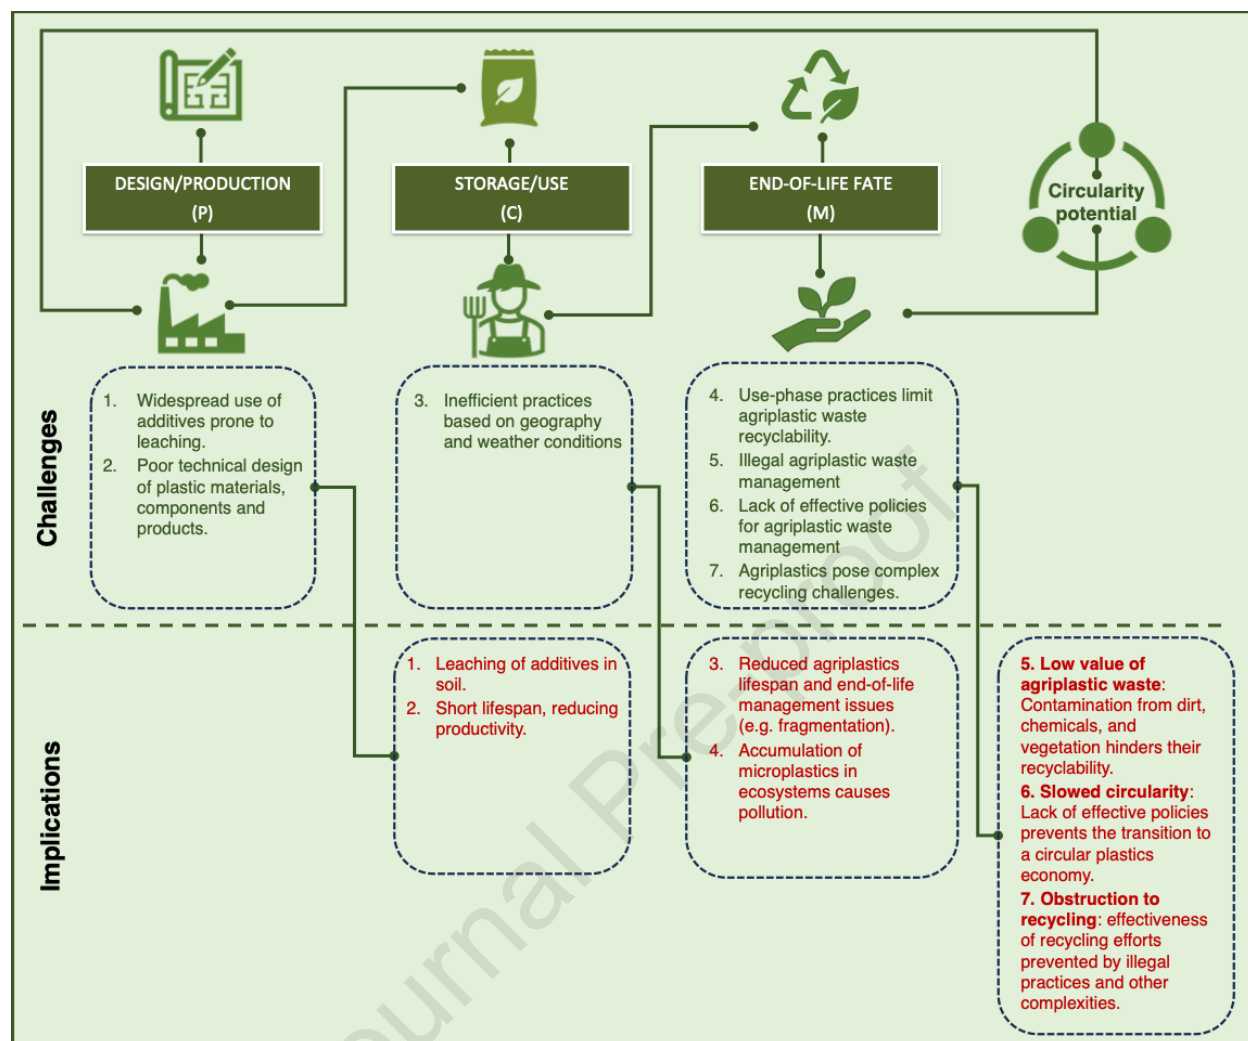 DESIGN/PRODUCTION
(P)
STORAGE/USE
(C)
END-OF-LIFE FATE
(M)
Circularity
potential
Challenges
1. Widespread use of
additives prone to
leaching.
2. Poor technical design
of plastic materials,
components and
products.
3. Inefficient practices
based on geography
and weather conditions
4. Use-phase practices limit
agriplastic waste
recyclability.
5. Illegal agriplastic waste
management
6. Lack of effective policies
for agriplastic waste
management
7. Agriplastics pose complex
recycling challenges.
Implications
1. Leaching of additives in
soil.
2. Short lifespan, reducing
productivity.
3. Reduced agriplastics
lifespan and end-of-life
management issues
(e.g. fragmentation).
4. Accumulation of
microplastics in
ecosystems causes
pollution.
5. Low value of
agriplastic waste:
Contamination from dirt,
chemicals, and
vegetation hinders their
recyclability.
6. Slowed circularity:
Lack of effective policies
prevents the transition to
a circular plastics
economy.
7. Obstruction to
recycling: effectiveness
of recycling efforts
prevented by illegal
practices and other
complexities.
ournal Pre-proof